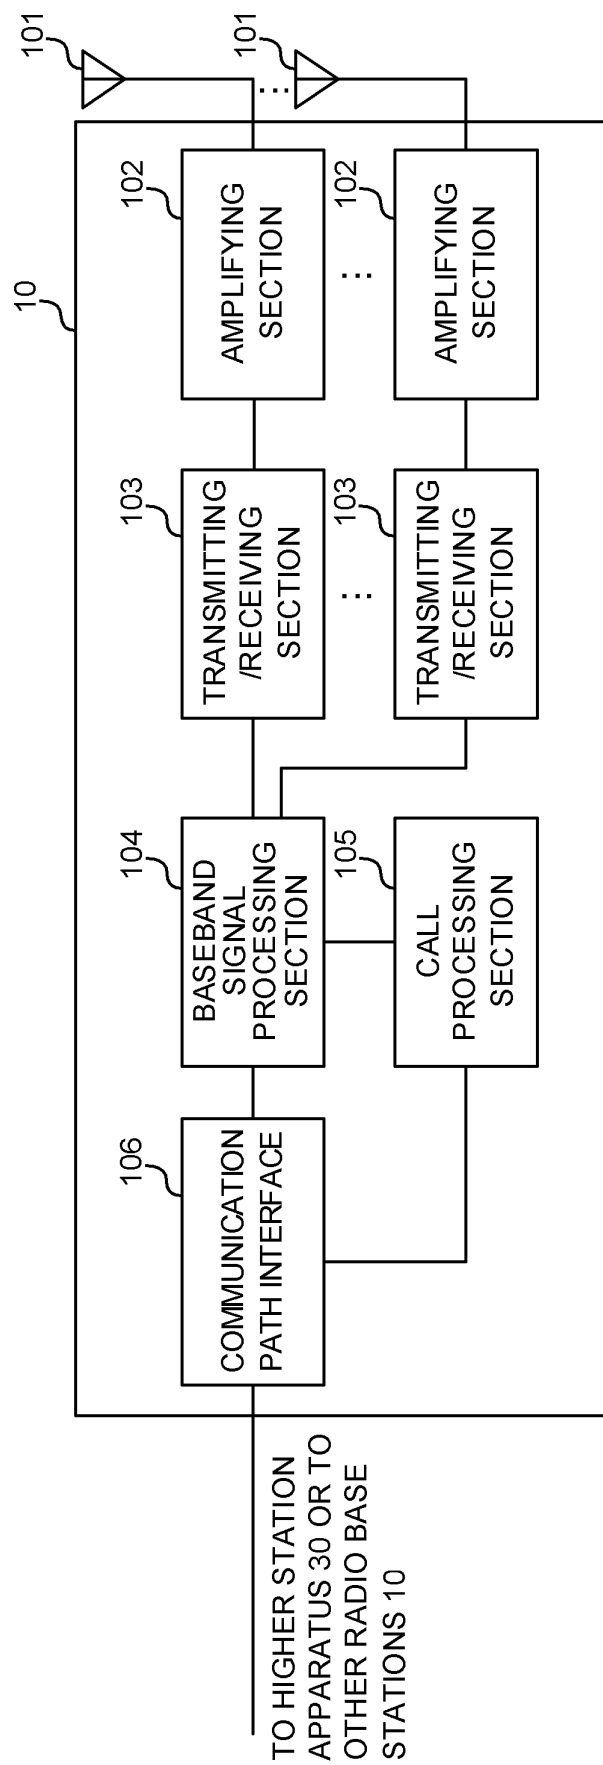 10
101
101
...
102
AMPLIFYING
SECTION
...
102
AMPLIFYING
SECTION
103
TRANSMITTING
/RECEIVING
SECTION
...
103
TRANSMITTING
/RECEIVING
SECTION
104
BASEBAND
SIGNAL
PROCESSING
SECTION
105
CALL
PROCESSING
SECTION
106
COMMUNICATION
PATH INTERFACE
TO HIGHER STATION
APPARATUS 30 OR TO
OTHER RADIO BASE
STATIONS 10